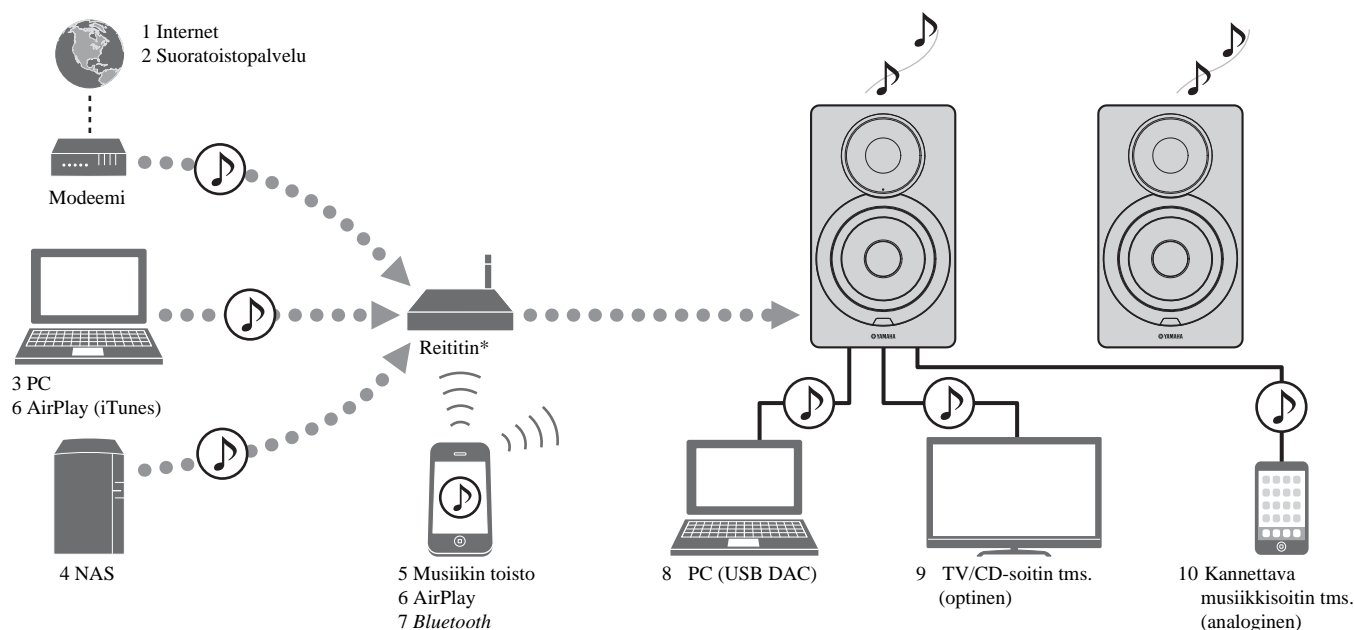 1 Internet
2 Suoratoistopalvelu
Modeemi
3 PC
6 AirPlay (iTunes)
4 NAS
Reititin*
5 Musiikin toisto
6 AirPlay
7 Bluetooth
YAMAHA
YAMAHA
8 PC (USB DAC)
9 TV/CD-soitin tms.
(optinen)
10 Kannettava
musiikkisoitin tms.
(analoginen)